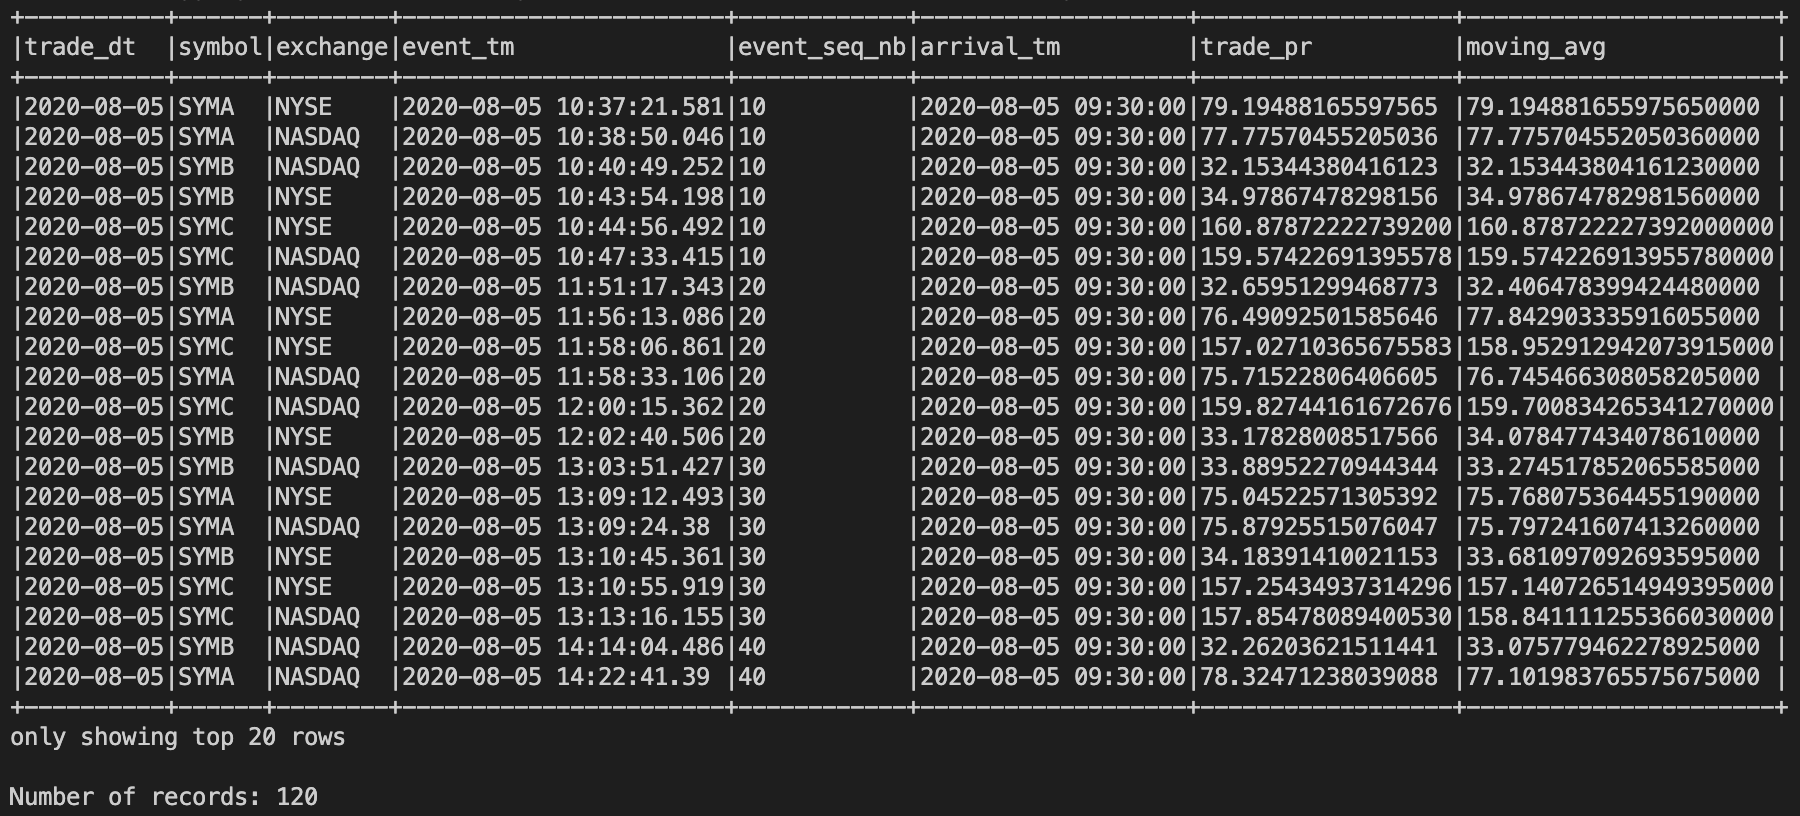 +----------+------+--------+-----------------------+------------+-------------------+------------------+----------------------+
|trade_dt  |symbol|exchange|event_tm               |event_seq_nb|arrival_tm         |trade_pr          |moving_avg            |
+----------+------+--------+-----------------------+------------+-------------------+------------------+----------------------+
|2020-08-05|SYMA  |NYSE    |2020-08-05 10:37:21.581|10          |2020-08-05 09:30:00|79.19488165597565 |79.194881655975650000 |
|2020-08-05|SYMA  |NASDAQ  |2020-08-05 10:38:50.046|10          |2020-08-05 09:30:00|77.77570455205036 |77.775704552050360000 |
|2020-08-05|SYMB  |NASDAQ  |2020-08-05 10:40:49.252|10          |2020-08-05 09:30:00|32.15344380416123 |32.153443804161230000 |
|2020-08-05|SYMB  |NYSE    |2020-08-05 10:43:54.198|10          |2020-08-05 09:30:00|34.97867478298156 |34.978674782981560000 |
|2020-08-05|SYMC  |NYSE    |2020-08-05 10:44:56.492|10          |2020-08-05 09:30:00|160.87872222739200|160.878722227392000000|
|2020-08-05|SYMC  |NASDAQ  |2020-08-05 10:47:33.415|10          |2020-08-05 09:30:00|159.57422691395578|159.574226913955780000|
|2020-08-05|SYMB  |NASDAQ  |2020-08-05 11:51:17.343|20          |2020-08-05 09:30:00|32.65951299468773 |32.406478399424480000 |
|2020-08-05|SYMA  |NYSE    |2020-08-05 11:56:13.086|20          |2020-08-05 09:30:00|76.49092501585646 |77.842903335916055000 |
|2020-08-05|SYMC  |NYSE    |2020-08-05 11:58:06.861|20          |2020-08-05 09:30:00|157.02710365675583|158.952912942073915000|
|2020-08-05|SYMA  |NASDAQ  |2020-08-05 11:58:33.106|20          |2020-08-05 09:30:00|75.71522806406605 |76.745466308058205000 |
|2020-08-05|SYMC  |NASDAQ  |2020-08-05 12:00:15.362|20          |2020-08-05 09:30:00|159.82744161672676|159.700834265341270000|
|2020-08-05|SYMB  |NYSE    |2020-08-05 12:02:40.506|20          |2020-08-05 09:30:00|33.17828008517566 |34.078477434078610000 |
|2020-08-05|SYMB  |NASDAQ  |2020-08-05 13:03:51.427|30          |2020-08-05 09:30:00|33.88952270944344 |33.274517852065585000 |
|2020-08-05|SYMA  |NYSE    |2020-08-05 13:09:12.493|30          |2020-08-05 09:30:00|75.04522571305392 |75.768075364455190000 |
|2020-08-05|SYMA  |NASDAQ  |2020-08-05 13:09:24.38 |30          |2020-08-05 09:30:00|75.87925515076047 |75.797241607413260000 |
|2020-08-05|SYMB  |NYSE    |2020-08-05 13:10:45.361|30          |2020-08-05 09:30:00|34.18391410021153 |33.681097092693595000 |
|2020-08-05|SYMC  |NYSE    |2020-08-05 13:10:55.919|30          |2020-08-05 09:30:00|157.25434937314296|157.140726514949395000|
|2020-08-05|SYMC  |NASDAQ  |2020-08-05 13:13:16.155|30          |2020-08-05 09:30:00|157.85478089400530|158.841111255366030000|
|2020-08-05|SYMB  |NASDAQ  |2020-08-05 14:14:04.486|40          |2020-08-05 09:30:00|32.26203621511441 |33.075779462278925000 |
|2020-08-05|SYMA  |NASDAQ  |2020-08-05 14:22:41.39 |40          |2020-08-05 09:30:00|78.32471238039088 |77.101983765575675000 |
+----------+------+--------+-----------------------+------------+-------------------+------------------+----------------------+
only showing top 20 rows
Number of records: 120